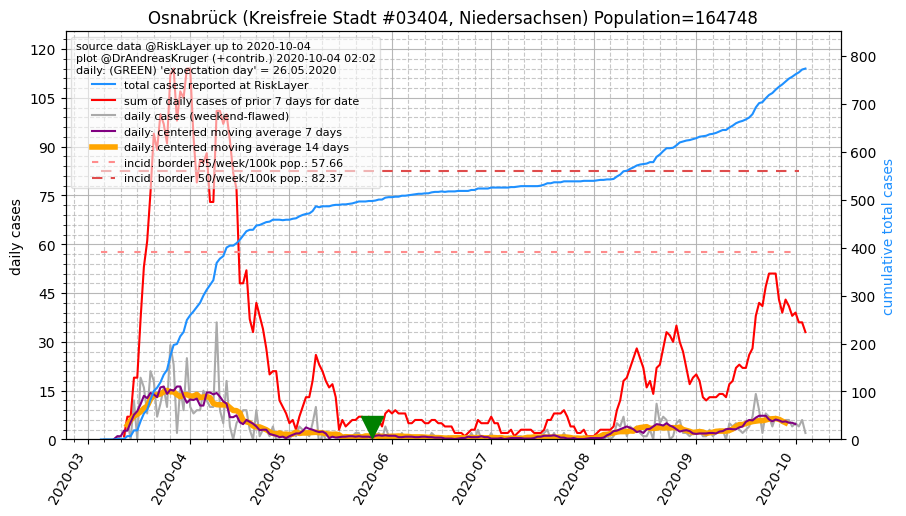 Osnabrück (Kreisfreie Stadt #03404, Niedersachsen) Population=164748
source data @RiskLayer up to 2020-10-04
plot @DrAndreasKruger (+contrib.) 2020-10-04 02:02
daily: (GREEN) 'expectation day' = 26.05.2020
total cases reported at RiskLayer
sum of daily cases of prior 7 days for date
daily cases (weekend-flawed)
daily: centered moving average 7 days
daily: centered moving average 14 days
incid. border 35/week/100k pop.: 57.66
incid. border 50/week/100k pop.: 82.37
daily cases
120
105
90
75
60
45
30
15
0
cumulative total cases
800
700
600
500
400
300
200
100
0
2020-03
2020-04
2020-05
2020-06
2020-07
2020-08
2020-09
2020-10